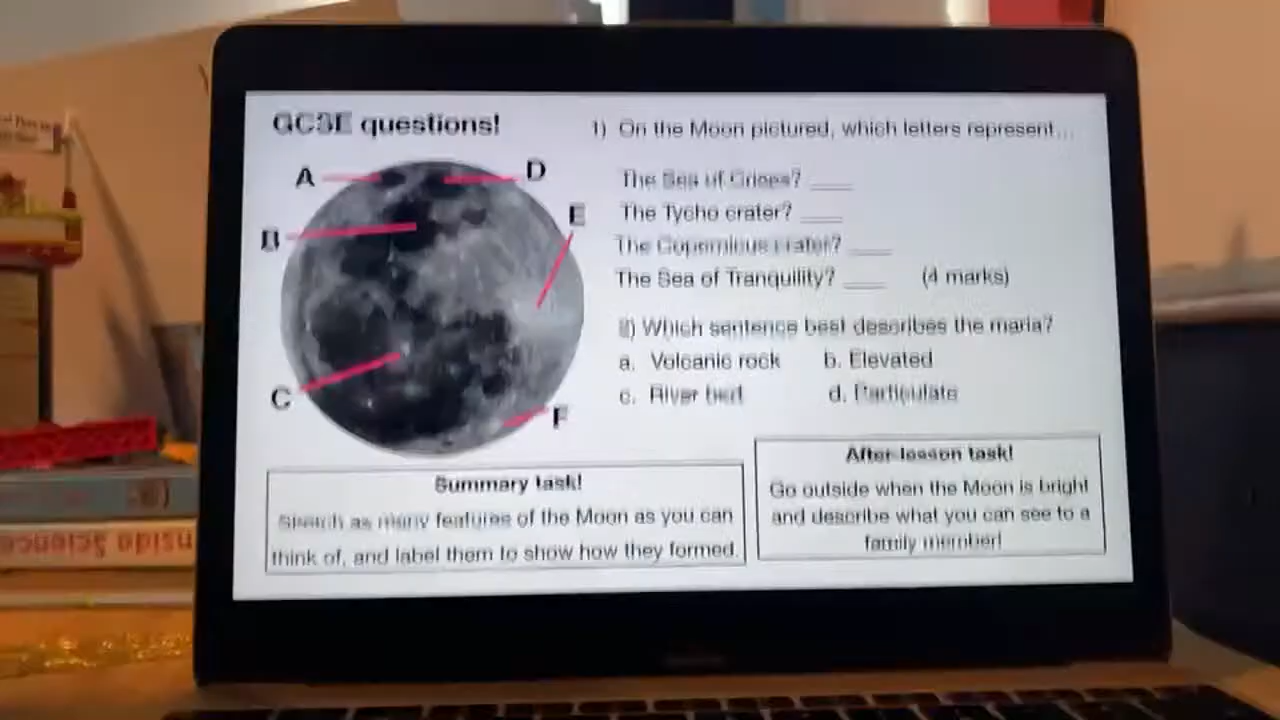 GCSE questions!
1) On the Moon pictured, which letters represent...
A
D
E
B
C
F
The Sea of Crises? ____
The Tycho crater? ____
The Copernicus crater? ____
The Sea of Tranquility? ____ (4 marks)
ii) Which sentence best describes the maria?
a. Volcanic rock b. Elevated
c. River bed d. Particulate
Summary task!
Sketch as many features of the Moon as you can
think of, and label them to show how they formed.
After-lesson task!
Go outside when the Moon is bright
and describe what you can see to a
family member!
nside Science